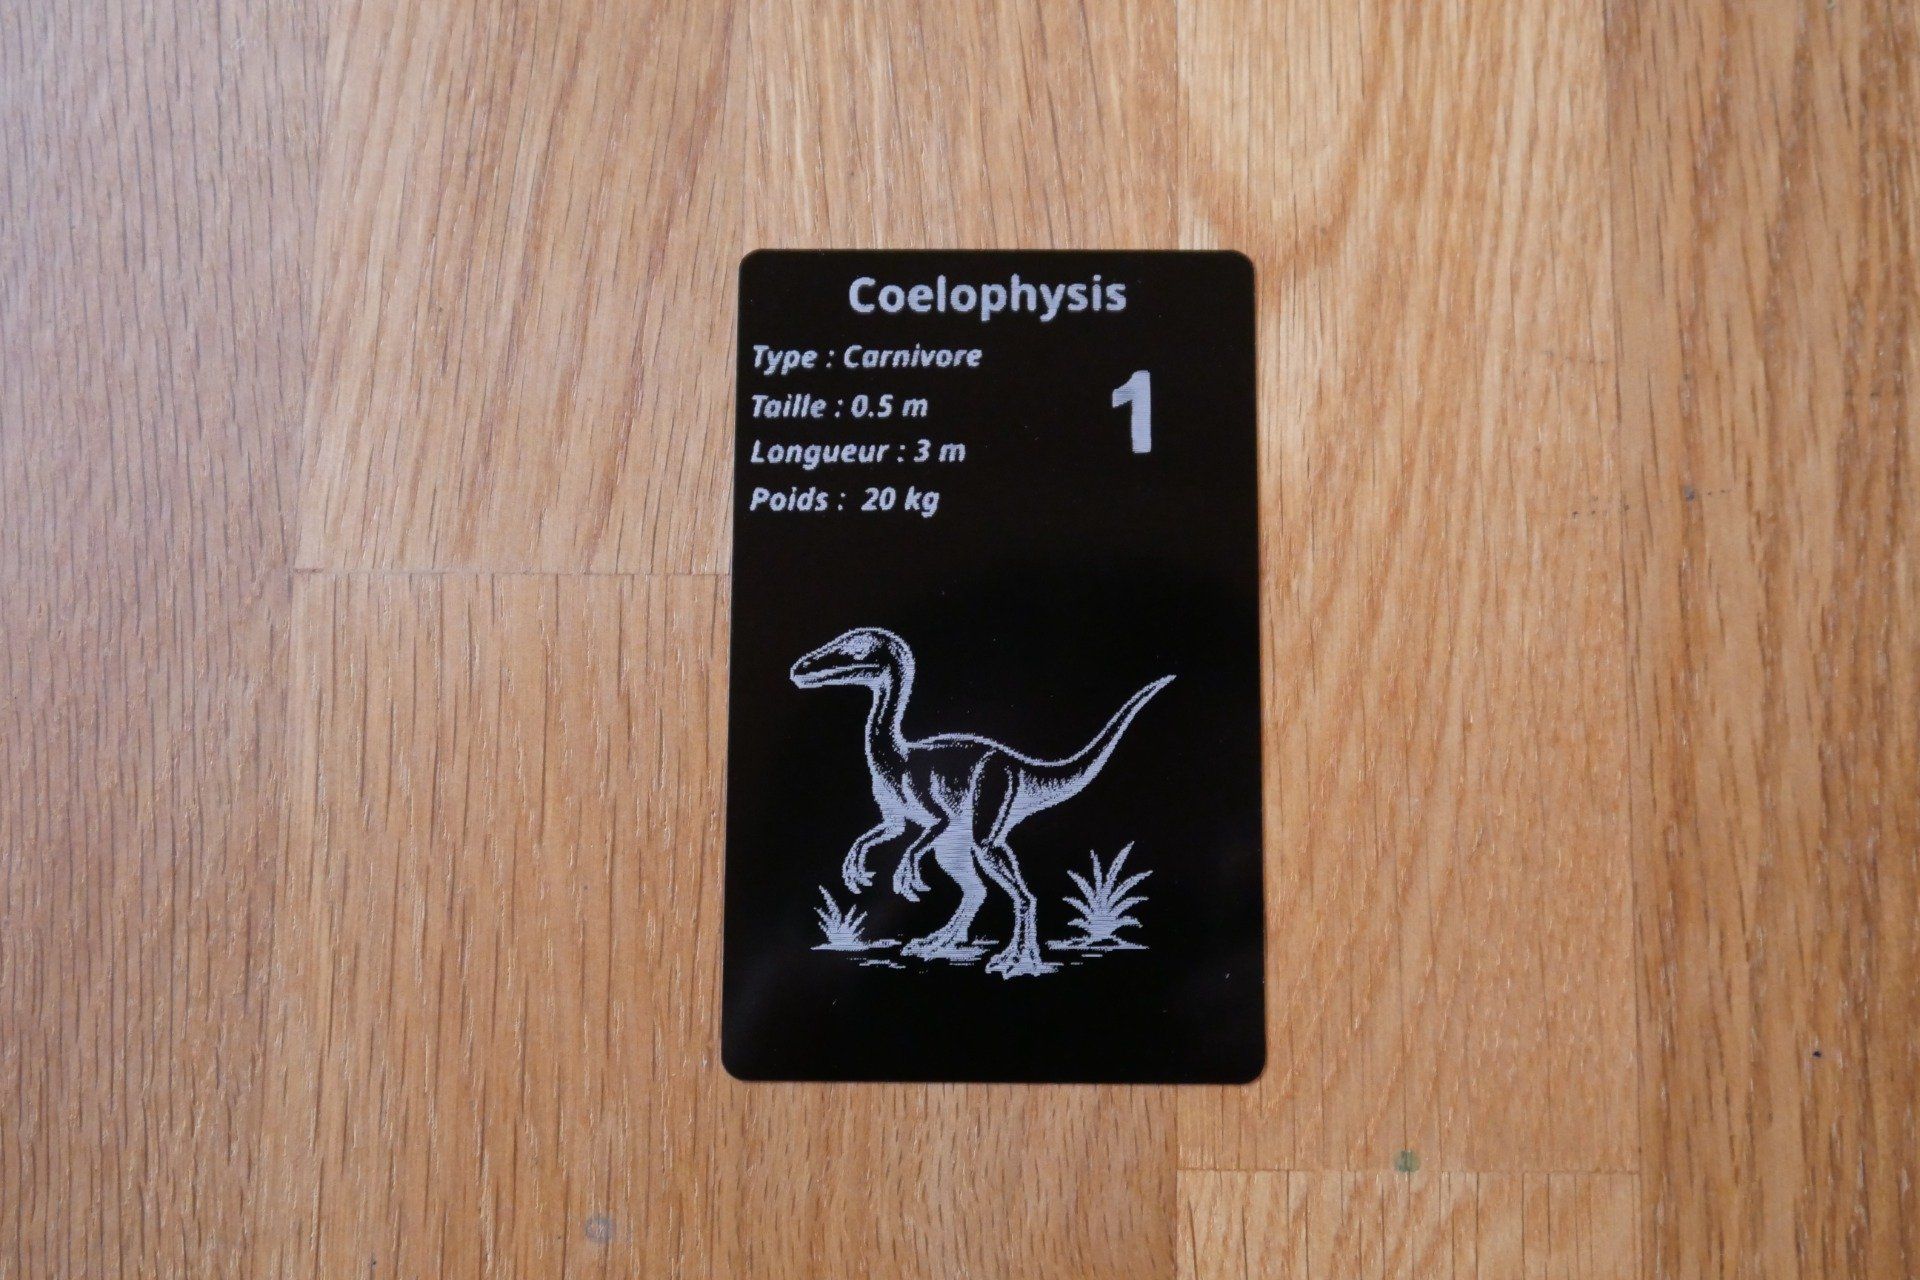 Coelophysis
Type : Carnivore
1
Taille : 0.5 m
Longueur : 3 m
Poids : 20 kg